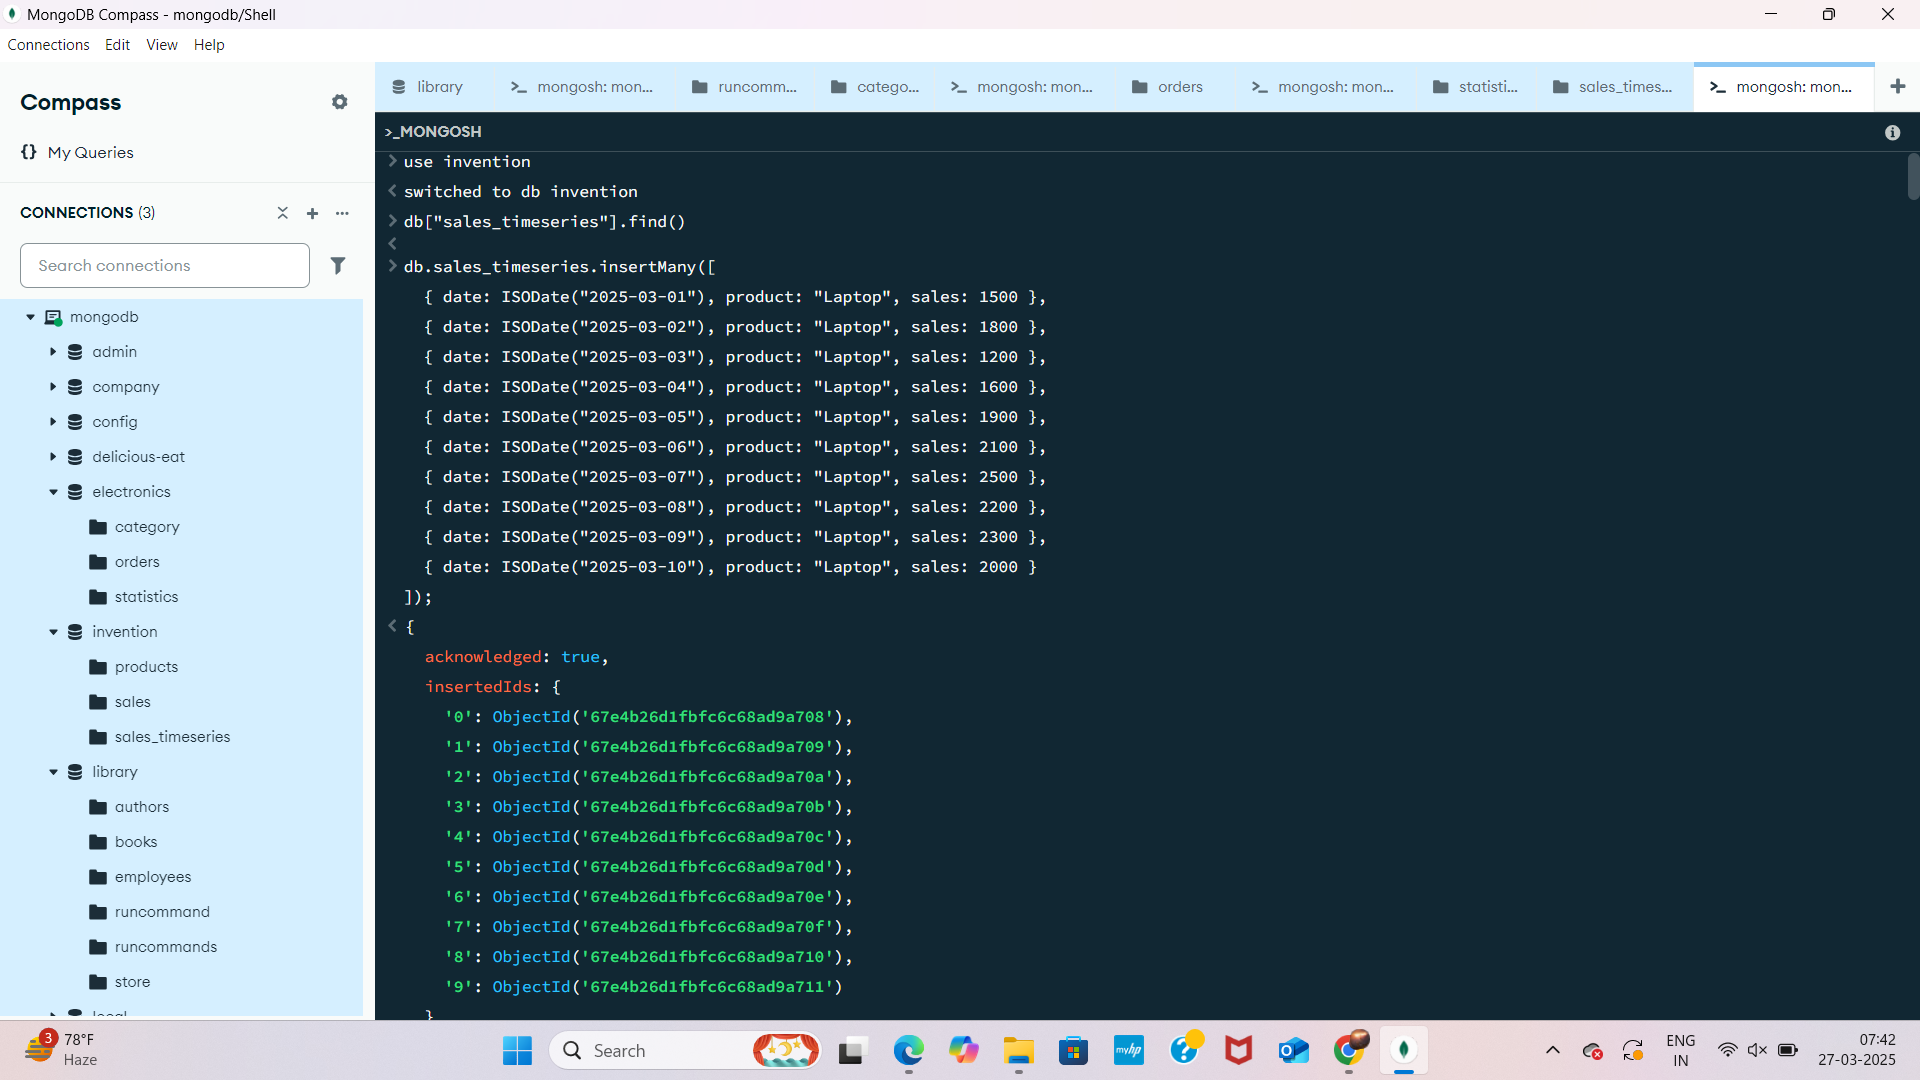 MongoDB Compass - mongodb/Shell
Connections Edit View Help
Compass
{} My Queries
CONNECTIONS (3)
Search connections
mongodb
admin
company
config
delicious-eat
electronics
category
orders
statistics
invention
products
sales
sales_timeseries
library
authors
books
employees
runcommand
runcommands
store
local
library
mongosh: mon...
runcomm...
catego...
mongosh: mon...
orders
mongosh: mon...
statisti...
sales_times...
mongosh: mon...
>_MONGOSH
> use invention
< switched to db invention
> db["sales_timeseries"].find()
<
> db.sales_timeseries.insertMany([
{ date: ISODate("2025-03-01"), product: "Laptop", sales: 1500 },
{ date: ISODate("2025-03-02"), product: "Laptop", sales: 1800 },
{ date: ISODate("2025-03-03"), product: "Laptop", sales: 1200 },
{ date: ISODate("2025-03-04"), product: "Laptop", sales: 1600 },
{ date: ISODate("2025-03-05"), product: "Laptop", sales: 1900 },
{ date: ISODate("2025-03-06"), product: "Laptop", sales: 2100 },
{ date: ISODate("2025-03-07"), product: "Laptop", sales: 2500 },
{ date: ISODate("2025-03-08"), product: "Laptop", sales: 2200 },
{ date: ISODate("2025-03-09"), product: "Laptop", sales: 2300 },
{ date: ISODate("2025-03-10"), product: "Laptop", sales: 2000 }
]);
< {
acknowledged: true,
insertedIds: {
'0': ObjectId('67e4b26d1fbfc6c68ad9a708'),
'1': ObjectId('67e4b26d1fbfc6c68ad9a709'),
'2': ObjectId('67e4b26d1fbfc6c68ad9a70a'),
'3': ObjectId('67e4b26d1fbfc6c68ad9a70b'),
'4': ObjectId('67e4b26d1fbfc6c68ad9a70c'),
'5': ObjectId('67e4b26d1fbfc6c68ad9a70d'),
'6': ObjectId('67e4b26d1fbfc6c68ad9a70e'),
'7': ObjectId('67e4b26d1fbfc6c68ad9a70f'),
'8': ObjectId('67e4b26d1fbfc6c68ad9a710'),
'9': ObjectId('67e4b26d1fbfc6c68ad9a711')
}
3
78°F
Haze
Search
myhp
ENG
IN
07:42
27-03-2025